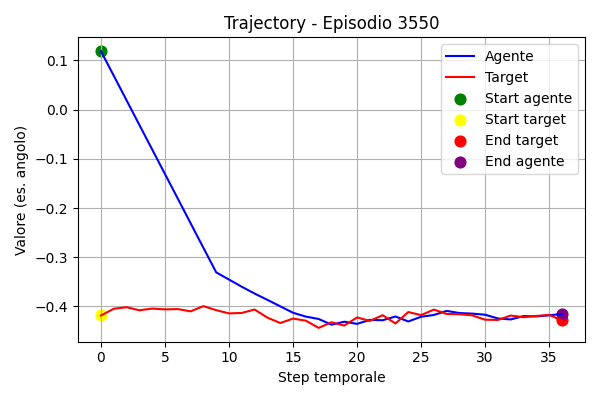 Trajectory - Episodio 3550
Valore (es. angolo)
0.1
0.0
−0.1
−0.2
−0.3
−0.4
0 5 10 15 20 25 30 35
Step temporale
Agente
Target
Start agente
Start target
End target
End agente